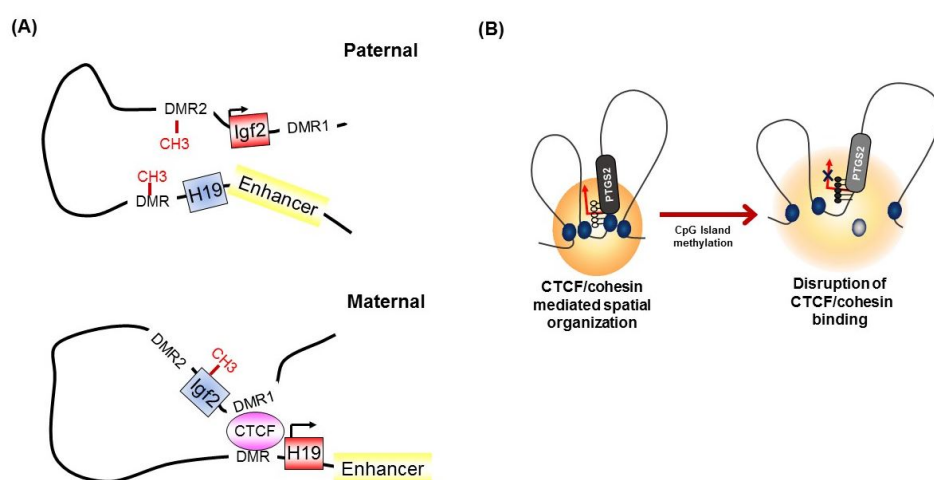 (A)
Paternal
DMR2
Igf2
DMR1
CH3
CH3
DMR
H19
Enhancer
Maternal
DMR2
CH3
Igf2
DMR1
CTCF
DMR
H19
Enhancer
(B)
PTGS2
CTCF/cohesin
mediated spatial
organization
CpG Island
methylation
PTGS2
Disruption of
CTCF/cohesin
binding